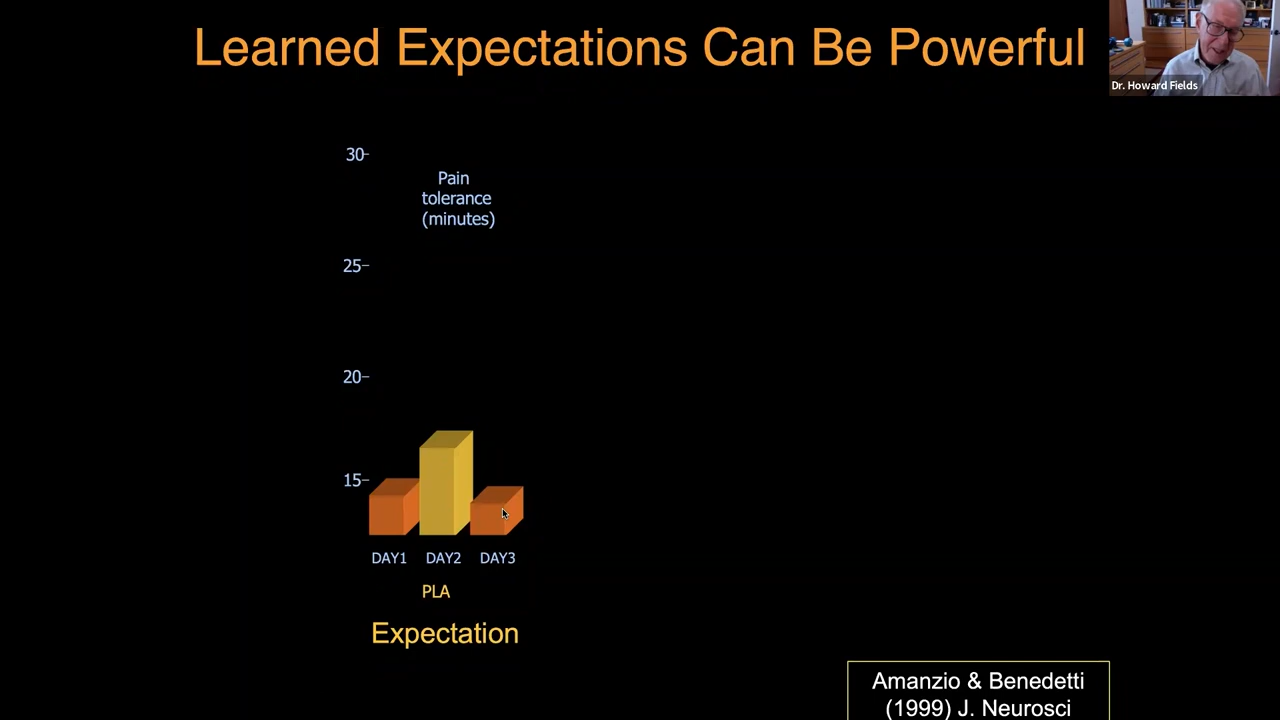 Learned Expectations Can Be Powerful
Dr. Howard Fields
30
Pain
tolerance
(minutes)
25
20
15
DAY1 DAY2 DAY3
PLA
Expectation
Amanzio & Benedetti
(1999) J. Neurosci